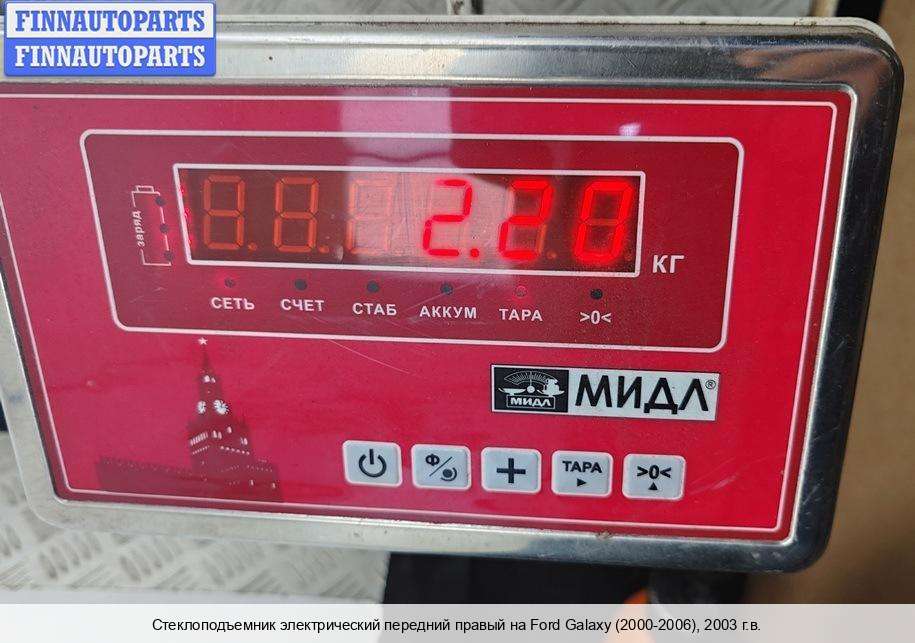 FINNAUTOPARTS
FINNAUTOPARTS
заряд
2.20
КГ
СЕТЬ СЧЕТ СТАБ АККУМ ТАРА >0<
МИДЛ МИДЛ®
Ф/ + ТАРА >0<
Стеклоподъемник электрический передний правый на Ford Galaxy (2000-2006), 2003 г.в.